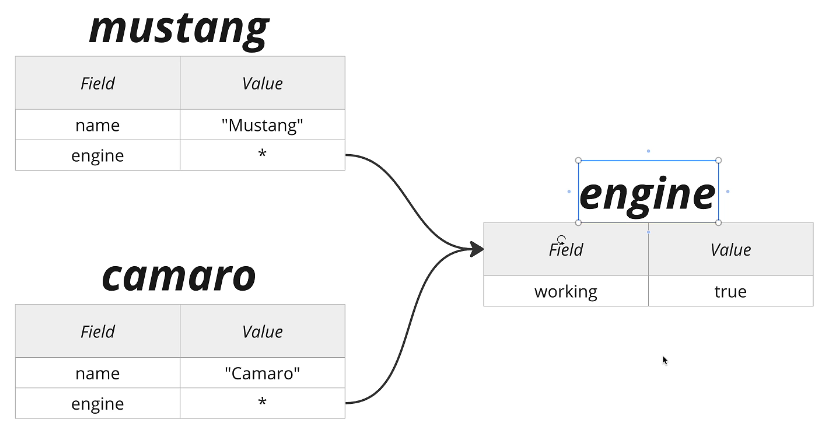 mustang
Field Value
name "Mustang"
engine *
camaro
Field Value
name "Camaro"
engine *
engine
Field Value
working true